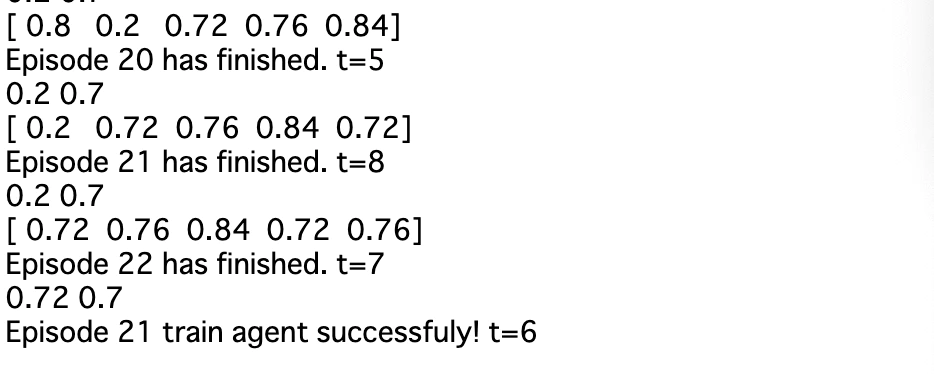 [ 0.8 0.2 0.72 0.76 0.84]
Episode 20 has finished. t=5
0.2 0.7
[ 0.2 0.72 0.76 0.84 0.72]
Episode 21 has finished. t=8
0.2 0.7
[ 0.72 0.76 0.84 0.72 0.76]
Episode 22 has finished. t=7
0.72 0.7
Episode 21 train agent successfuly! t=6